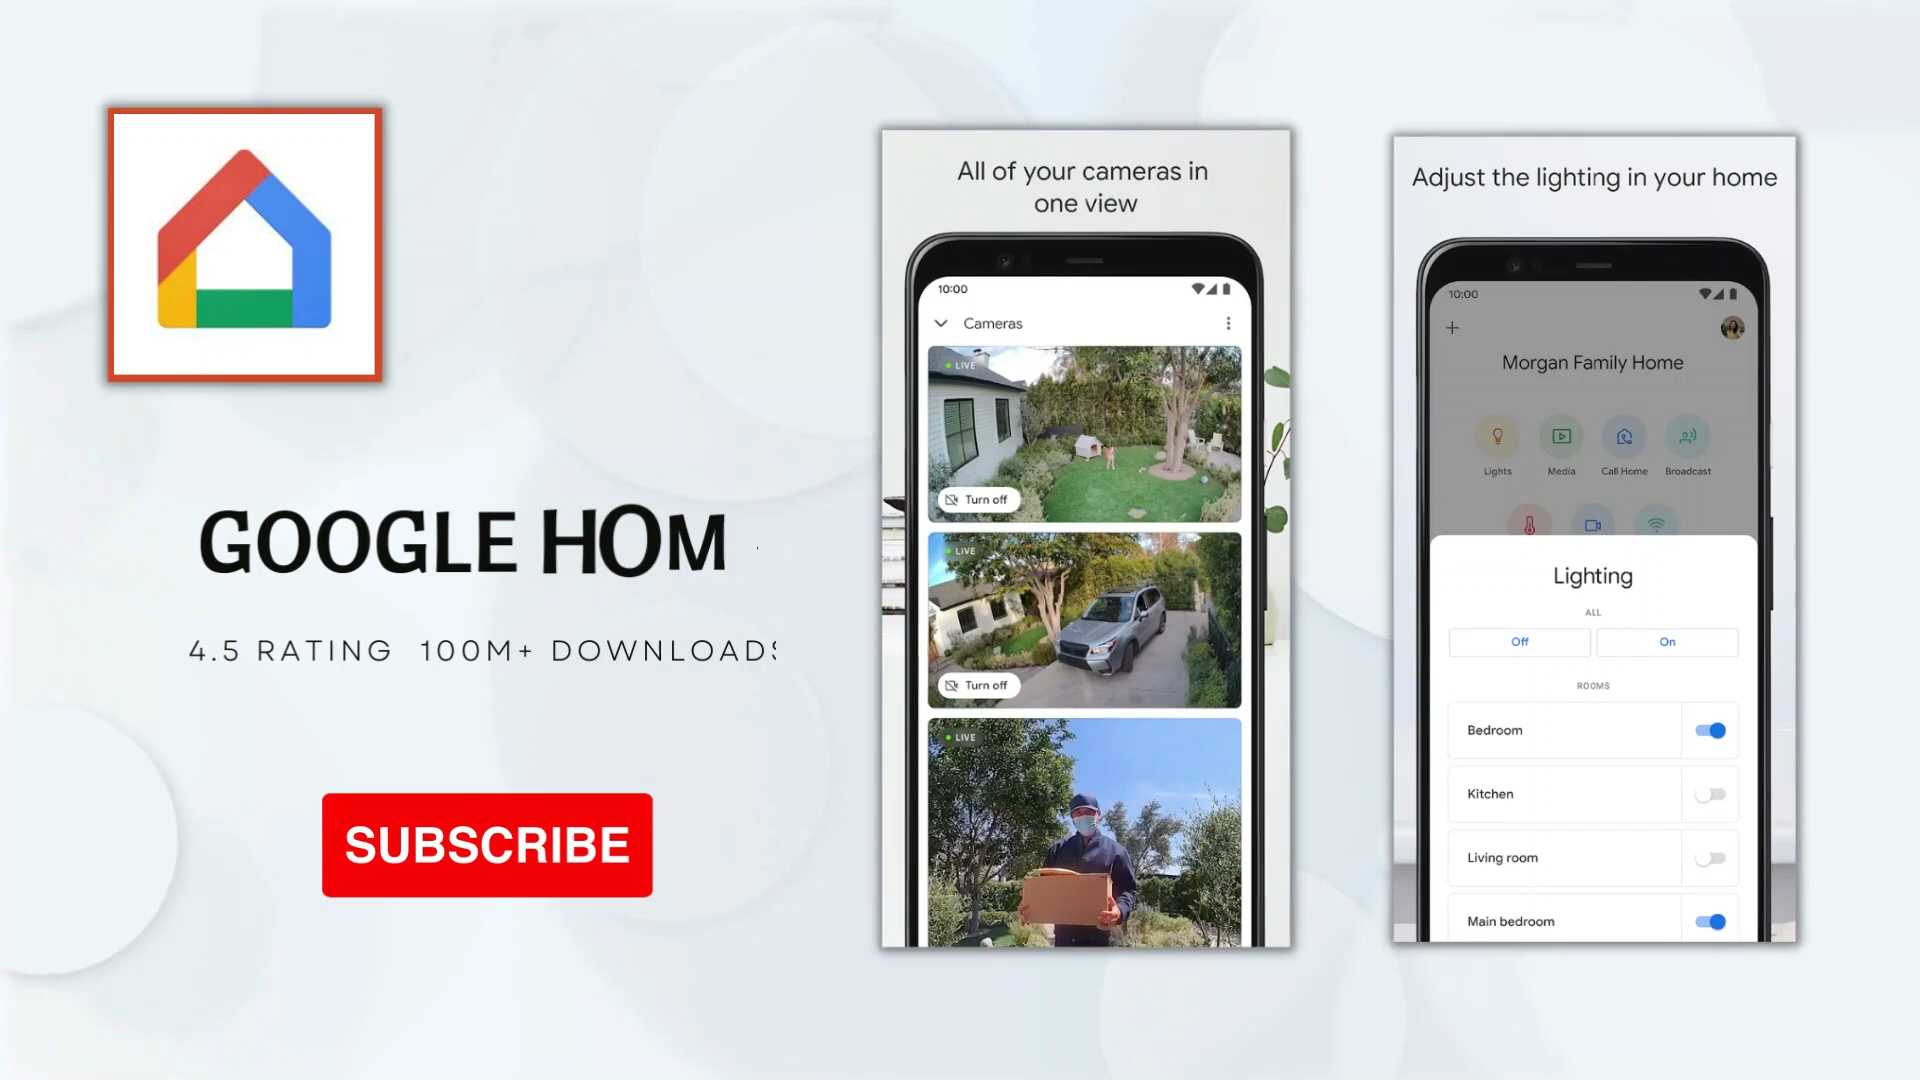 GOOGLE HOM
4.5 RATING 100M+ DOWNLOADS
SUBSCRIBE
All of your cameras in
one view
10:00
Cameras
LIVE
Turn off
LIVE
Turn off
LIVE
Adjust the lighting in your home
10:00
Morgan Family Home
Lights Media Call Home Broadcast
Lighting
ALL
Off On
ROOMS
Bedroom
Kitchen
Living room
Main bedroom